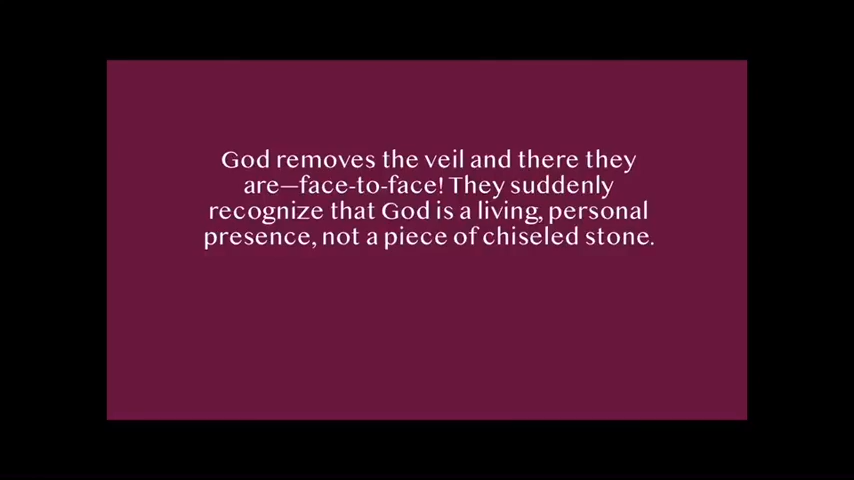 God removes the veil and there they
are—face-to-face! They suddenly
recognize that God is a living, personal
presence, not a piece of chiseled stone.